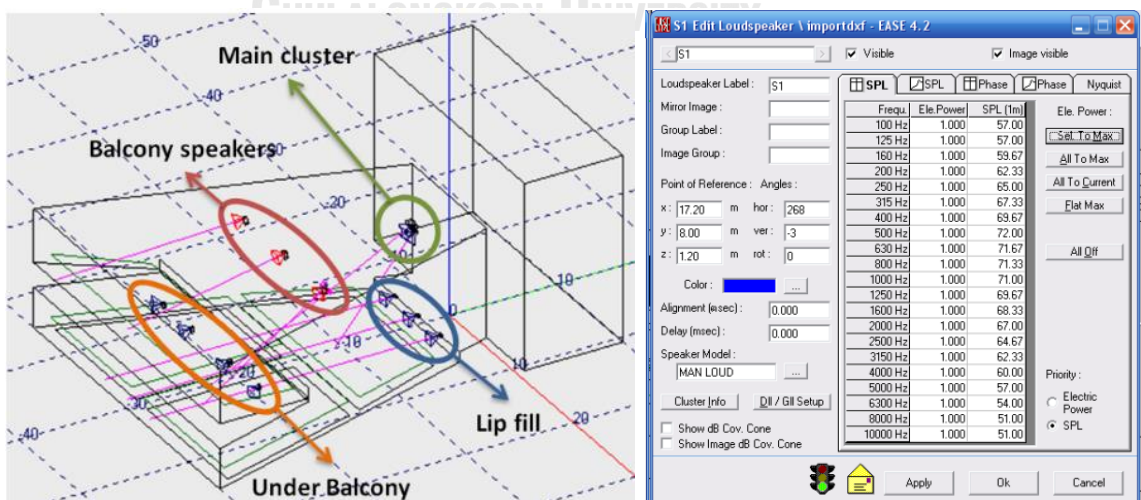 CHULALONGKORN UNIVERSITY
Main cluster
Balcony speakers
Lip fill
Under Balcony
-50
-40
-30
-20
-10
0
10
10
20
-10
-20
-30
-40
S1 Edit Loudspeaker \ importdxf - EASE 4.2
S1
Visible
Image visible
Loudspeaker Label : S1
Mirror Image :
Group Label :
Image Group :
Point of Reference : Angles :
x : 17.20 m hor : 268
y : 8.00 m ver : -3
z : 1.20 m rot : 0
Color : ...
Alignment (msec) : 0.000
Delay (msec) : 0.000
Speaker Model :
MAN LOUD ...
Cluster Info Dll / Gll Setup
Show dB Cov. Cone
Show Image dB Cov. Cone
SPL SPL Phase Phase Nyquist
Frequ. Ele.Power SPL (1m)
100 Hz 1.000 57.00
125 Hz 1.000 57.00
160 Hz 1.000 59.67
200 Hz 1.000 62.33
250 Hz 1.000 65.00
315 Hz 1.000 67.33
400 Hz 1.000 69.67
500 Hz 1.000 72.00
630 Hz 1.000 71.67
800 Hz 1.000 71.33
1000 Hz 1.000 71.00
1250 Hz 1.000 69.67
1600 Hz 1.000 68.33
2000 Hz 1.000 67.00
2500 Hz 1.000 64.67
3150 Hz 1.000 62.33
4000 Hz 1.000 60.00
5000 Hz 1.000 57.00
6300 Hz 1.000 54.00
8000 Hz 1.000 51.00
10000 Hz 1.000 51.00
Ele. Power :
Set To Max
All To Max
All To Current
Flat Max
All Off
Priority :
Electric Power
SPL
Apply Ok Cancel